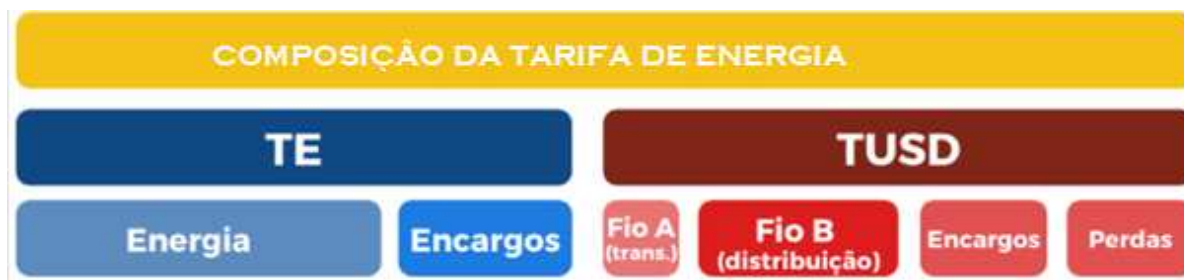 COMPOSIÇÃO DA TARIFA DE ENERGIA
TE TUSD
Energia Encargos Fio A (trans.) Fio B (distribuição) Encargos Perdas